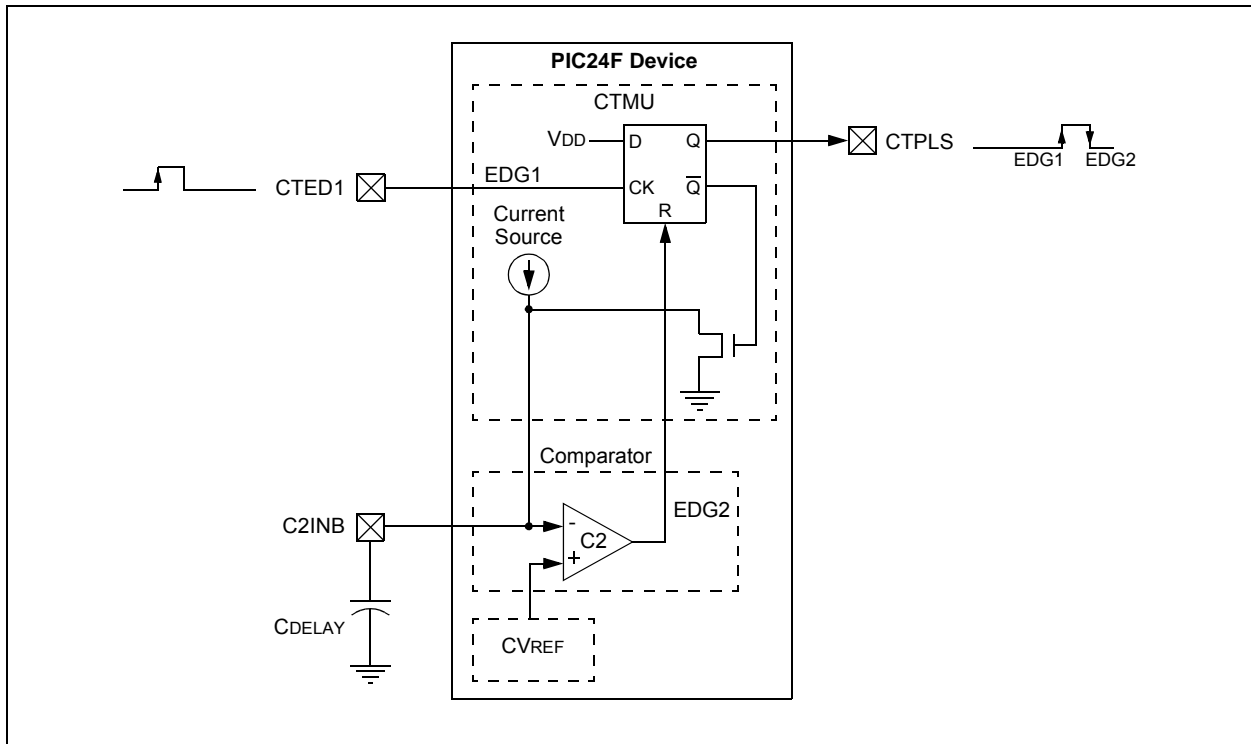 PIC24F Device
CTMU
VDD
D
Q
CTPLS
EDG1
EDG2
CTED1
EDG1
CK
Q
R
Current
Source
Comparator
C2INB
EDG2
-
C2
+
CDELAY
CVREF